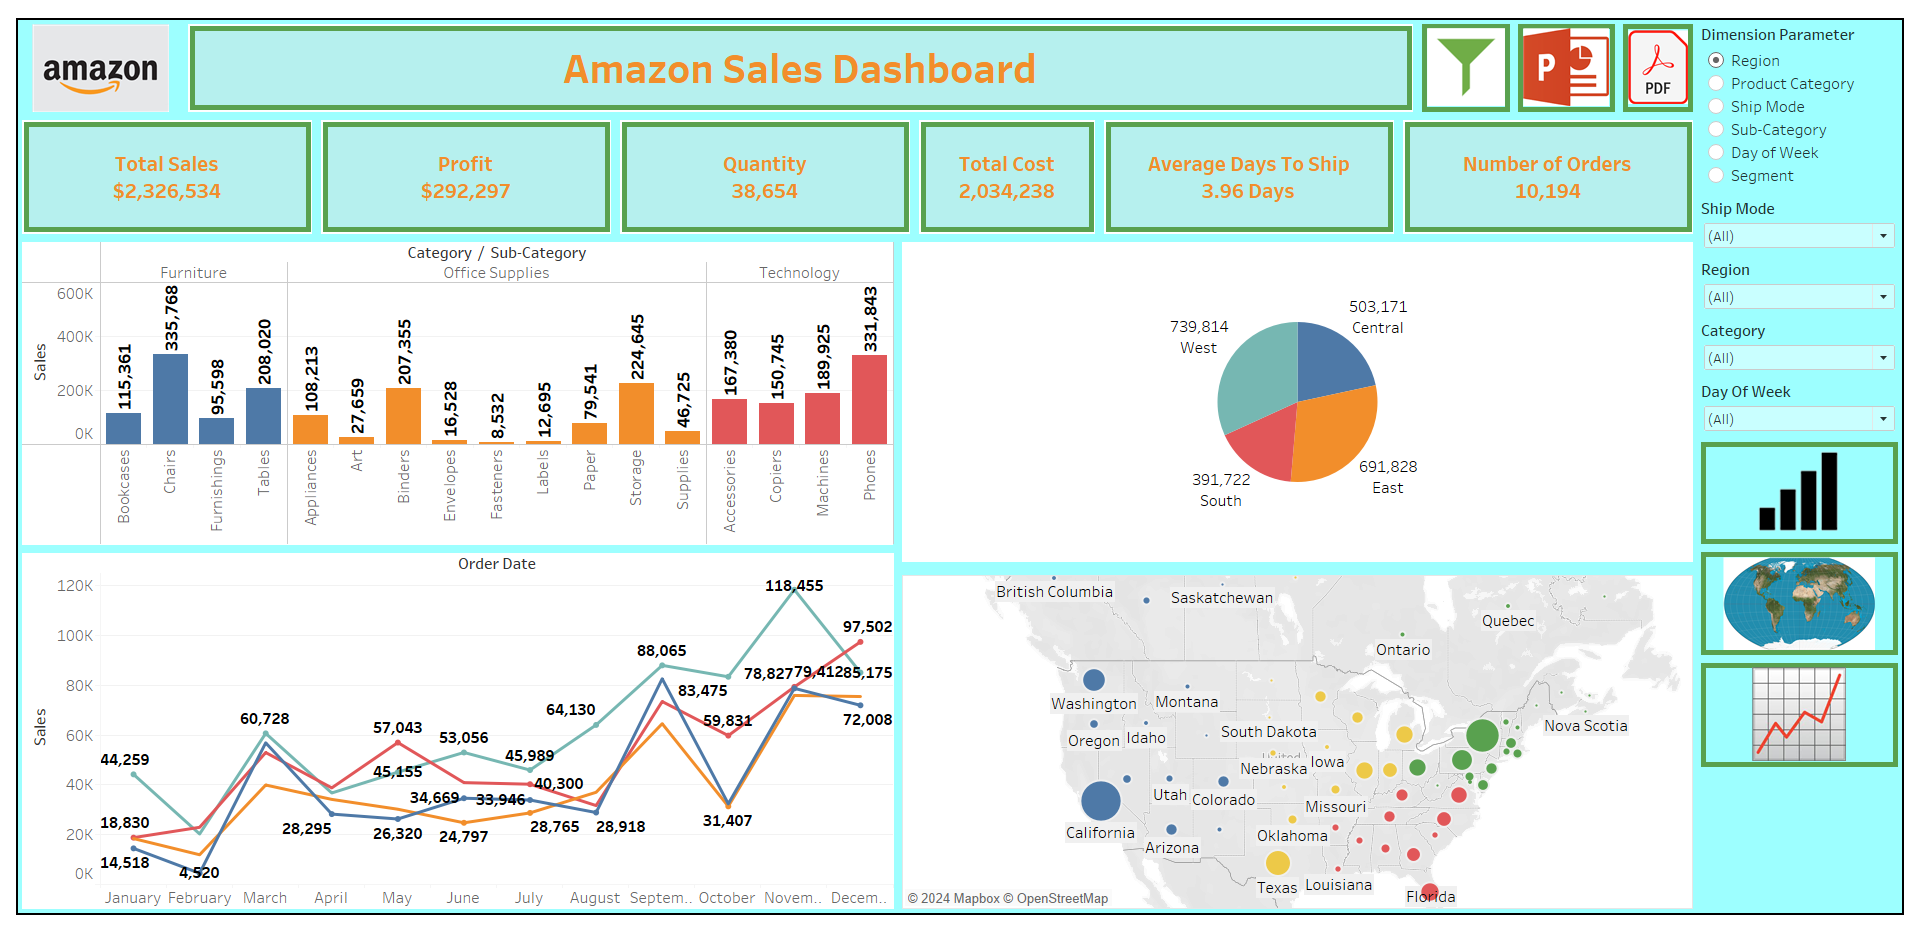 amazon
Amazon Sales Dashboard
P
PDF
Total Sales
$2,326,534
Profit
$292,297
Quantity
38,654
Total Cost
2,034,238
Average Days To Ship
3.96 Days
Number of Orders
10,194
Dimension Parameter
Region
Product Category
Ship Mode
Sub-Category
Day of Week
Segment
Ship Mode
(All)
Region
(All)
Category
(All)
Day Of Week
(All)
Category / Sub-Category
Furniture
Office Supplies
Technology
Sales
600K
400K
200K
0K
115,361
335,768
95,598
208,020
108,213
27,659
207,355
16,528
8,532
12,695
79,541
224,645
46,725
167,380
150,745
189,925
331,843
Bookcases
Chairs
Furnishings
Tables
Appliances
Art
Binders
Envelopes
Fasteners
Labels
Paper
Storage
Supplies
Accessories
Copiers
Machines
Phones
503,171
Central
739,814
West
691,828
East
391,722
South
Order Date
Sales
120K
100K
80K
60K
40K
20K
0K
44,259
18,830
14,518
4,520
60,728
28,295
57,043
45,155
26,320
53,056
34,669
24,797
45,989
40,300
33,946
28,765
64,130
28,918
88,065
83,475
59,831
31,407
118,455
78,827
79,412
97,502
85,175
72,008
January
February
March
April
May
June
July
August
Septem..
October
Novem..
Decem..
British Columbia
Saskatchewan
Quebec
Ontario
Washington
Montana
Nova Scotia
Oregon
Idaho
South Dakota
United
Nebraska
Iowa
Utah
Colorado
Missouri
California
Oklahoma
Arizona
Texas
Louisiana
Florida
© 2024 Mapbox © OpenStreetMap